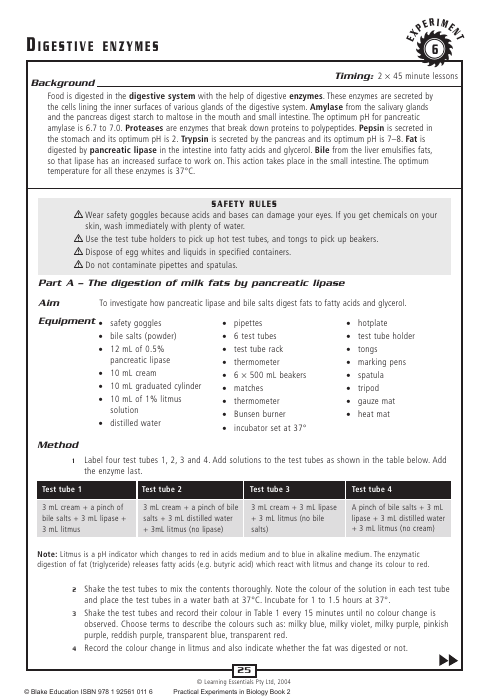 EXPERIMENT
6
DIGESTIVE ENZYMES
Timing: 2 × 45 minute lessons
Background
Food is digested in the digestive system with the help of digestive enzymes. These enzymes are secreted by
the cells lining the inner surfaces of various glands of the digestive system. Amylase from the salivary glands
and the pancreas digest starch to maltose in the mouth and small intestine. The optimum pH for pancreatic
amylase is 6.7 to 7.0. Proteases are enzymes that break down proteins to polypeptides. Pepsin is secreted in
the stomach and its optimum pH is 2. Trypsin is secreted by the pancreas and its optimum pH is 7–8. Fat is
digested by pancreatic lipase in the intestine into fatty acids and glycerol. Bile from the liver emulsifies fats,
so that lipase has an increased surface to work on. This action takes place in the small intestine. The optimum
temperature for all these enzymes is 37°C.
SAFETY RULES
Wear safety goggles because acids and bases can damage your eyes. If you get chemicals on your
skin, wash immediately with plenty of water.
Use the test tube holders to pick up hot test tubes, and tongs to pick up beakers.
Dispose of egg whites and liquids in specified containers.
Do not contaminate pipettes and spatulas.
Part A – The digestion of milk fats by pancreatic lipase
Aim To investigate how pancreatic lipase and bile salts digest fats to fatty acids and glycerol.
Equipment
• safety goggles
• bile salts (powder)
• 12 mL of 0.5%
pancreatic lipase
• 10 mL cream
• 10 mL graduated cylinder
• 10 mL of 1% litmus
solution
• distilled water
• pipettes
• 6 test tubes
• test tube rack
• thermometer
• 6 × 500 mL beakers
• matches
• thermometer
• Bunsen burner
• incubator set at 37°
• hotplate
• test tube holder
• tongs
• marking pens
• spatula
• tripod
• gauze mat
• heat mat
Method
1 Label four test tubes 1, 2, 3 and 4. Add solutions to the test tubes as shown in the table below. Add
the enzyme last.
Test tube 1
3 mL cream + a pinch of
bile salts + 3 mL lipase +
3 mL litmus
Test tube 2
3 mL cream + a pinch of bile
salts + 3 mL distilled water
+ 3mL litmus (no lipase)
Test tube 3
3 mL cream + 3 mL lipase
+ 3 mL litmus (no bile
salts)
Test tube 4
A pinch of bile salts + 3 mL
lipase + 3 mL distilled water
+ 3 mL litmus (no cream)
Note: Litmus is a pH indicator which changes to red in acids medium and to blue in alkaline medium. The enzymatic
digestion of fat (triglyceride) releases fatty acids (e.g. butyric acid) which react with litmus and change its colour to red.
2 Shake the test tubes to mix the contents thoroughly. Note the colour of the solution in each test tube
and place the test tubes in a water bath at 37°C. Incubate for 1 to 1.5 hours at 37°.
3 Shake the test tubes and record their colour in Table 1 every 15 minutes until no colour change is
observed. Choose terms to describe the colours such as: milky blue, milky violet, milky purple, pinkish
purple, reddish purple, transparent blue, transparent red.
4 Record the colour change in litmus and also indicate whether the fat was digested or not.
25
© Learning Essentials Pty Ltd, 2004
© Blake Education ISBN 978 1 92561 011 6 Practical Experiments in Biology Book 2